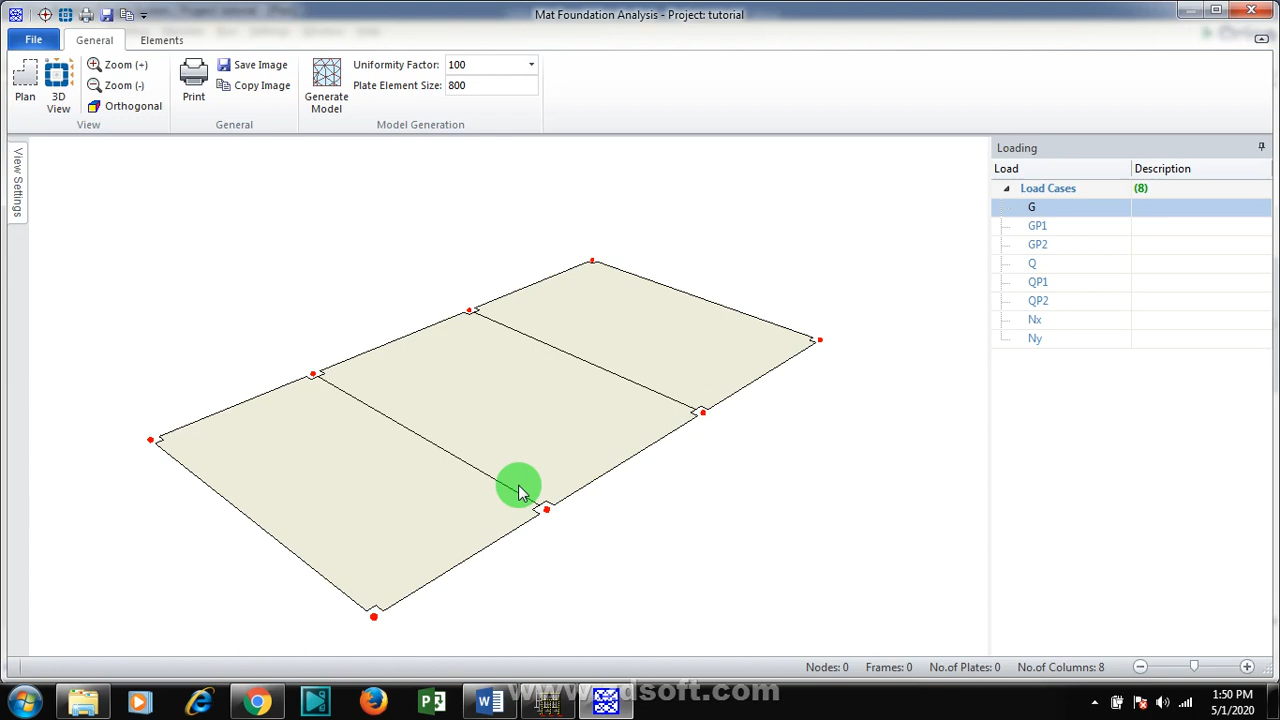 Mat Foundation Analysis - Project: tutorial
File
General
Elements
Plan
3D
View
Zoom (+)
Zoom (-)
Orthogonal
View
Print
Save Image
Copy Image
General
Generate
Model
Uniformity Factor: 100
Plate Element Size: 800
Model Generation
View Settings
Loading
Load Description
Load Cases (8)
G
GP1
GP2
Q
QP1
QP2
Nx
Ny
Nodes: 0 Frames: 0 No.of Plates: 0 No.of Columns: 8
1:50 PM
5/1/2020